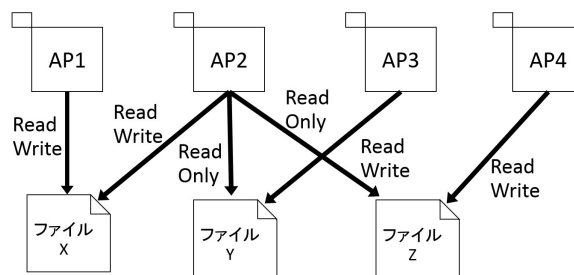 AP1
AP2
AP3
AP4
Read
Write
Read
Write
Read
Only
Read
Only
Read
Write
Read
Write
ファイル
X
ファイル
Y
ファイル
Z